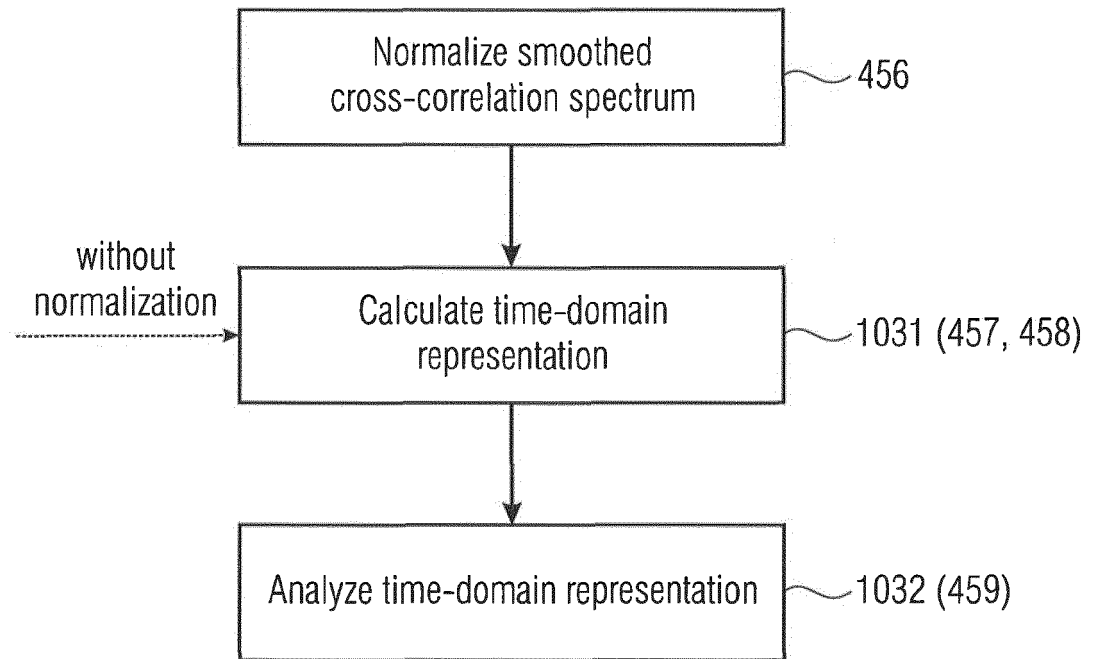 Normalize smoothed
cross-correlation spectrum
456
without
normalization
Calculate time-domain
representation
1031 (457, 458)
Analyze time-domain representation
1032 (459)